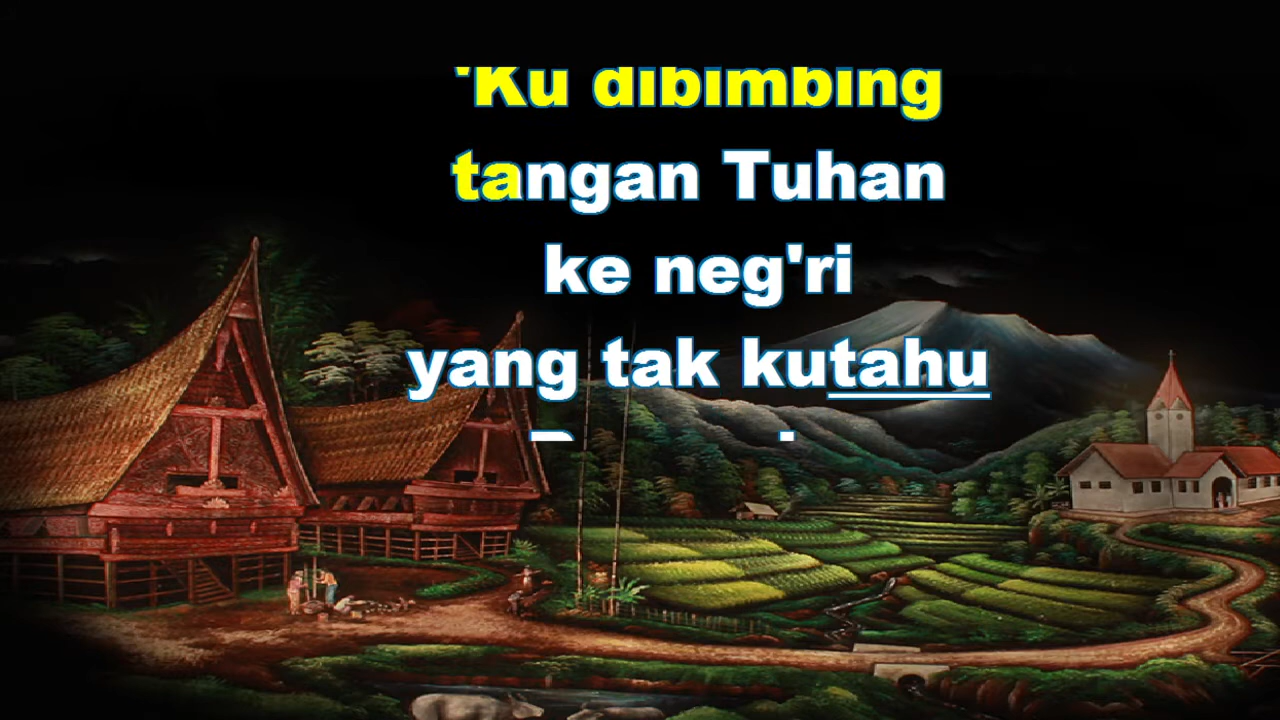 'Ku dibimbing
tangan Tuhan
ke neg'ri
yang tak kutahu